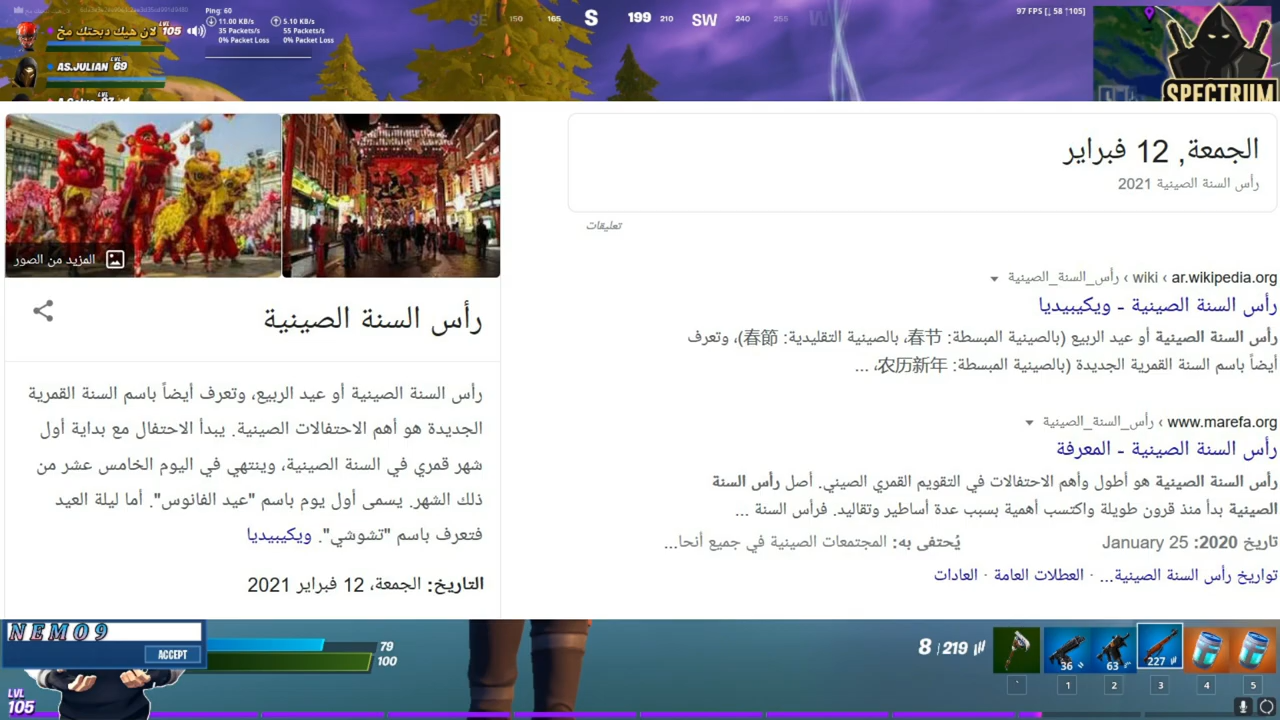 Ping: 60
11.00 KB/s 5.10 KB/s
35 Packets/s 55 Packets/s
0% Packet Loss 0% Packet Loss
SE 150 165 S 199 210 SW 240 255 W
97 FPS [↓ 58 ↑105]
لان هيك دبحتك مخ LVL 105
AS.JULIAN LVL 69
SPECTRUM
المزيد من الصور
رأس السنة الصينية
رأس السنة الصينية أو عيد الربيع، وتعرف أيضاً باسم السنة القمرية
الجديدة هو أهم الاحتفالات الصينية. يبدأ الاحتفال مع بداية أول
شهر قمري في السنة الصينية، وينتهي في اليوم الخامس عشر من
ذلك الشهر. يسمى أول يوم باسم "عيد الفانوس". أما ليلة العيد
فتعرف باسم "تشوشي". ويكيبيديا
التاريخ: الجمعة، 12 فبراير 2021
الجمعة, 12 فبراير
رأس السنة الصينية 2021
تعليقات
ar.wikipedia.org › wiki › رأس_السنة_الصينية
رأس السنة الصينية - ويكيبيديا
رأس السنة الصينية أو عيد الربيع (بالصينية المبسطة: 春节، بالصينية التقليدية: 春節)، وتعرف
أيضاً باسم السنة القمرية الجديدة (بالصينية المبسطة: 农历新年، ...
www.marefa.org › رأس_السنة_الصينية
رأس السنة الصينية - المعرفة
رأس السنة الصينية هو أطول وأهم الاحتفالات في التقويم القمري الصيني. أصل رأس السنة
الصينية بدأ منذ قرون طويلة واكتسب أهمية بسبب عدة أساطير وتقاليد. فرأس السنة ...
تاريخ 2020: January 25 يُحتفى به: المجتمعات الصينية في جميع أنحا...
تواريخ رأس السنة الصينية... · العطلات العامة · العادات
NEMO9
ACCEPT
79
100
LVL
105
8 / 219
36 63 227
1 2 3 4 5